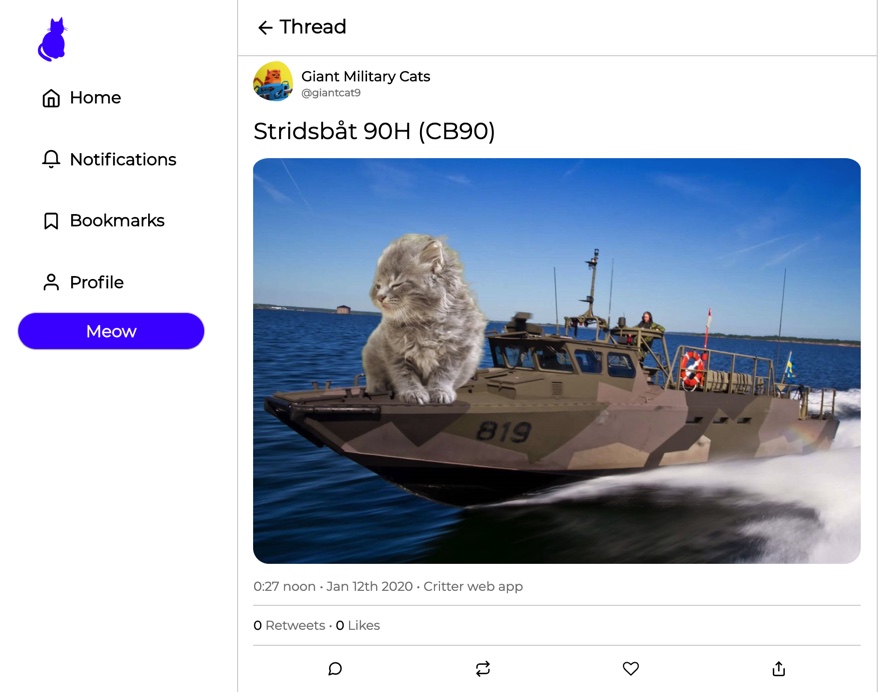 Thread
Home
Notifications
Bookmarks
Profile
Meow
Giant Military Cats
@giantcat9
Stridsbåt 90H (CB90)
819
0:27 noon • Jan 12th 2020 • Critter web app
0 Retweets • 0 Likes